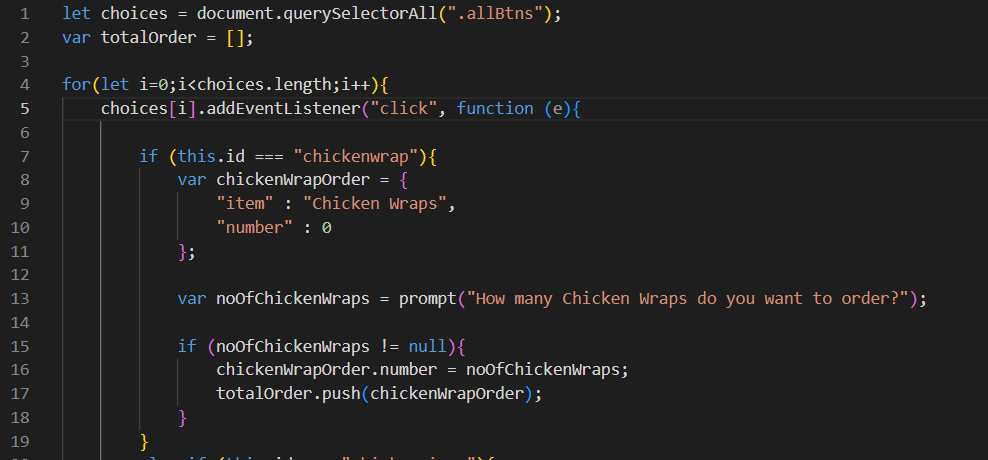 1 let choices = document.querySelectorAll(".allBtns");
2 var totalOrder = [];
3
4 for(let i=0;i<choices.length;i++){
5 choices[i].addEventListener("click", function (e){
6
7 if (this.id === "chickenwrap"){
8 var chickenWrapOrder = {
9 "item" : "Chicken Wraps",
10 "number" : 0
11 };
12
13 var noOfChickenWraps = prompt("How many Chicken Wraps do you want to order?");
14
15 if (noOfChickenWraps != null){
16 chickenWrapOrder.number = noOfChickenWraps;
17 totalOrder.push(chickenWrapOrder);
18 }
19 }